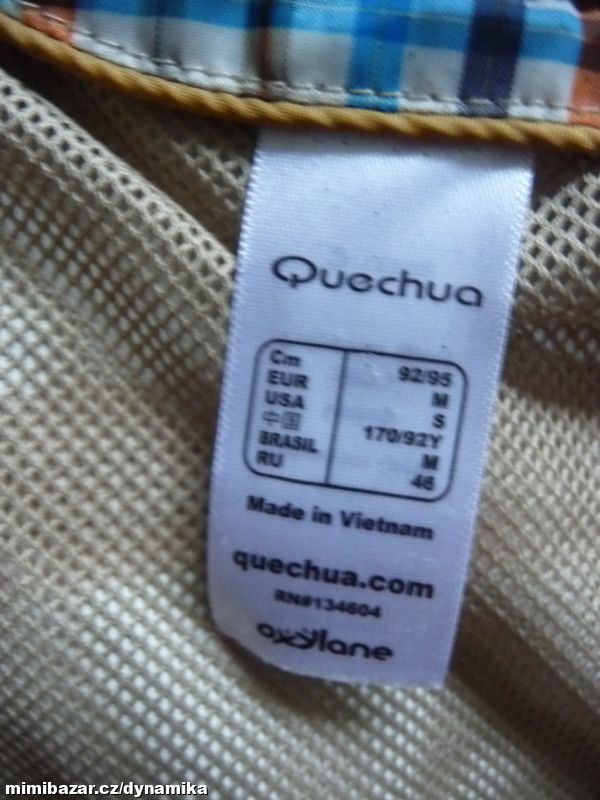 Quechua
Cm 92/95
EUR M
USA S
中国 170/92Y
BRASIL M
RU 46
Made in Vietnam
quechua.com
RN#134604
oxylane
mimibazar.cz/dynamika